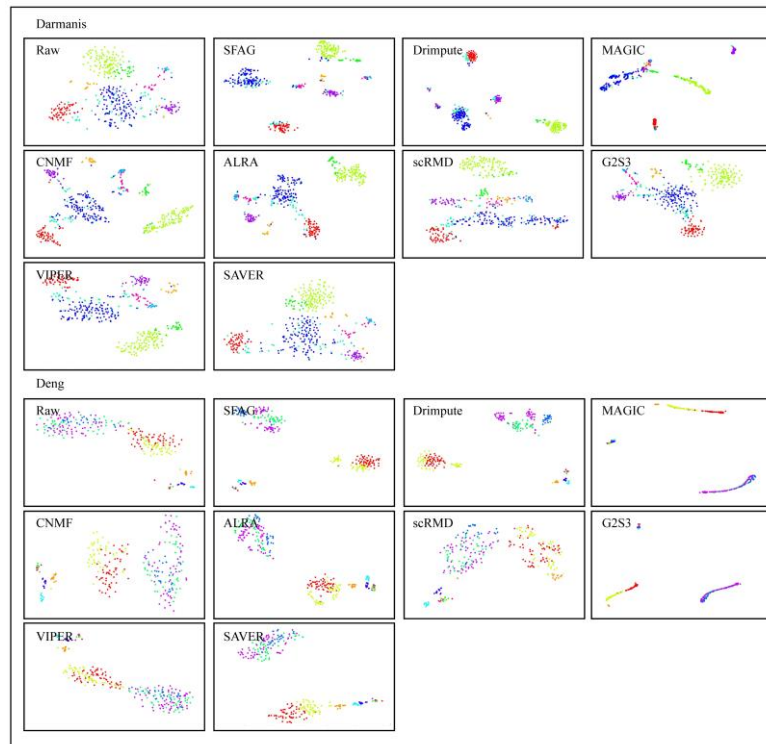 Darmanis
Raw
SFAG
Drimpute
MAGIC
CNMF
ALRA
scRMD
G2S3
VIPER
SAVER
Deng
Raw
SFAG
Drimpute
MAGIC
CNMF
ALRA
scRMD
G2S3
VIPER
SAVER